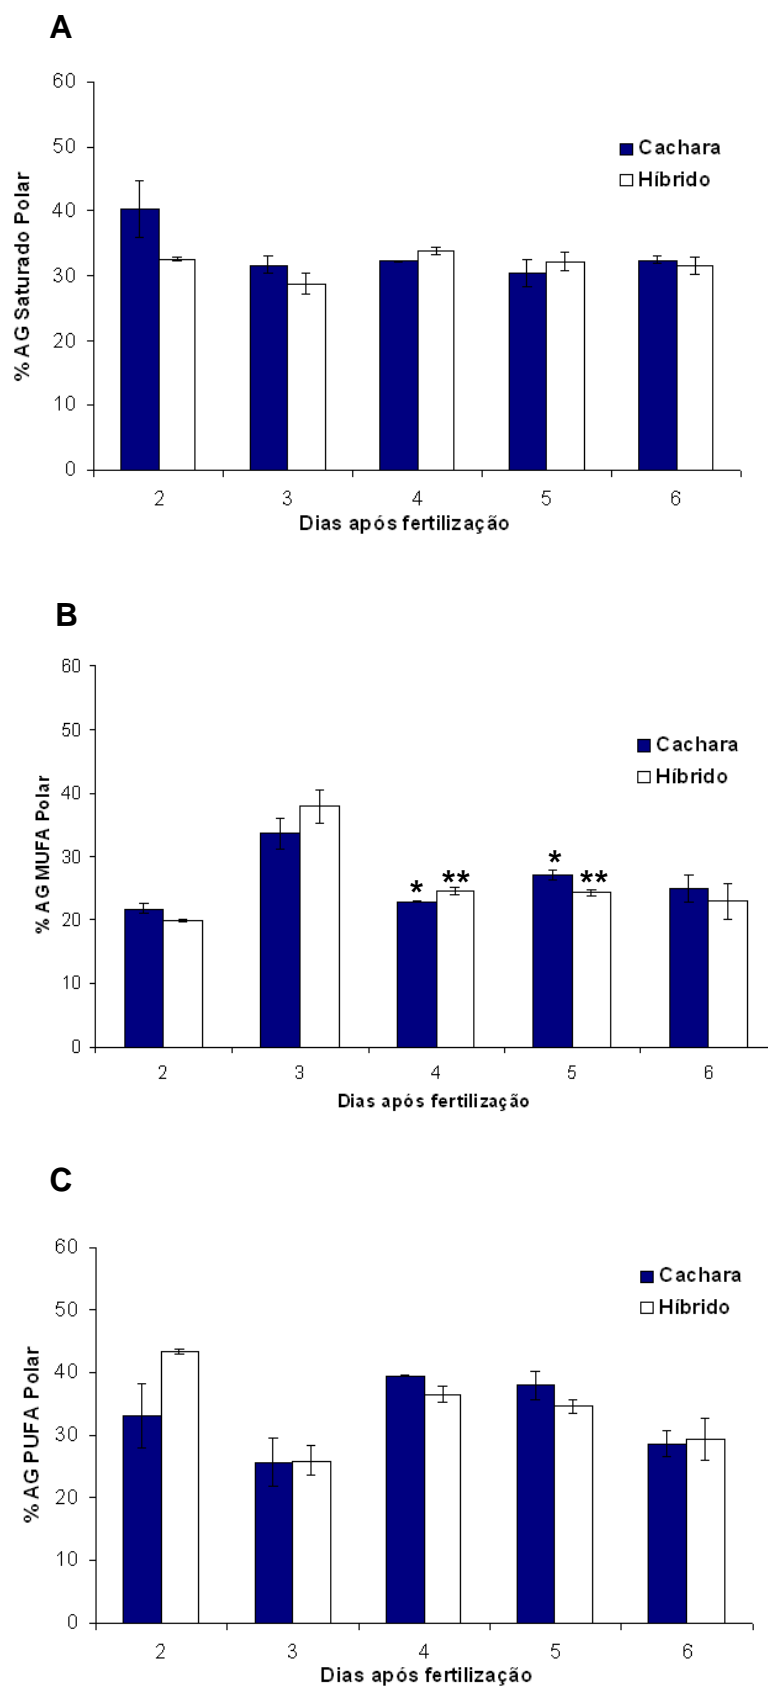 A
60
50
40
30
20
10
0
% AG Saturado Polar
Cachara
Híbrido
2 3 4 5 6
Dias após fertilização
B
60
50
40
30
20
10
0
% AG MUFA Polar
Cachara
Híbrido
* ** * **
2 3 4 5 6
Dias após fertilização
C
60
50
40
30
20
10
0
% AG PUFA Polar
Cachara
Híbrido
2 3 4 5 6
Dias após fertilização